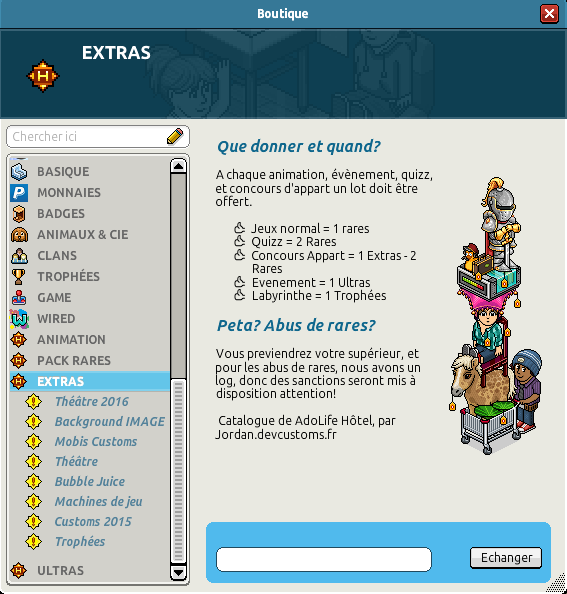 Boutique
EXTRAS
Chercher ici
BASIQUE
MONNAIES
BADGES
ANIMAUX & CIE
CLANS
TROPHÉES
GAME
WIRED
ANIMATION
PACK RARES
EXTRAS
Théâtre 2016
Background IMAGE
Mobis Customs
Théâtre
Bubble Juice
Machines de jeu
Customs 2015
Trophées
ULTRAS
Que donner et quand?
A chaque animation, évènement, quizz,
et concours d'appart un lot doit être
offert.
Jeux normal = 1 rares
Quizz = 2 Rares
Concours Appart = 1 Extras - 2
Rares
Evenement = 1 Ultras
Labyrinthe = 1 Trophées
Peta? Abus de rares?
Vous previendrez votre supérieur, et
pour les abus de rares, nous avons un
log, donc des sanctions seront mis à
disposition attention!
Catalogue de AdoLife Hôtel, par
Jordan.devcustoms.fr
Echanger